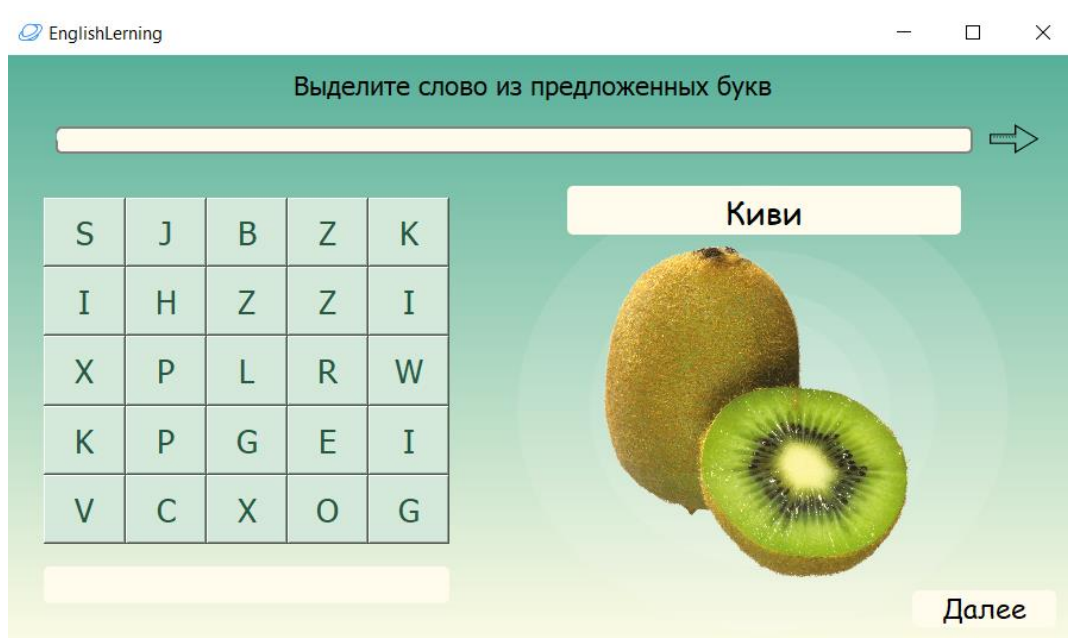 EnglishLerning
Выделите слово из предложенных букв
Киви
S J B Z K
I H Z Z I
X P L R W
K P G E I
V C X O G
Далее